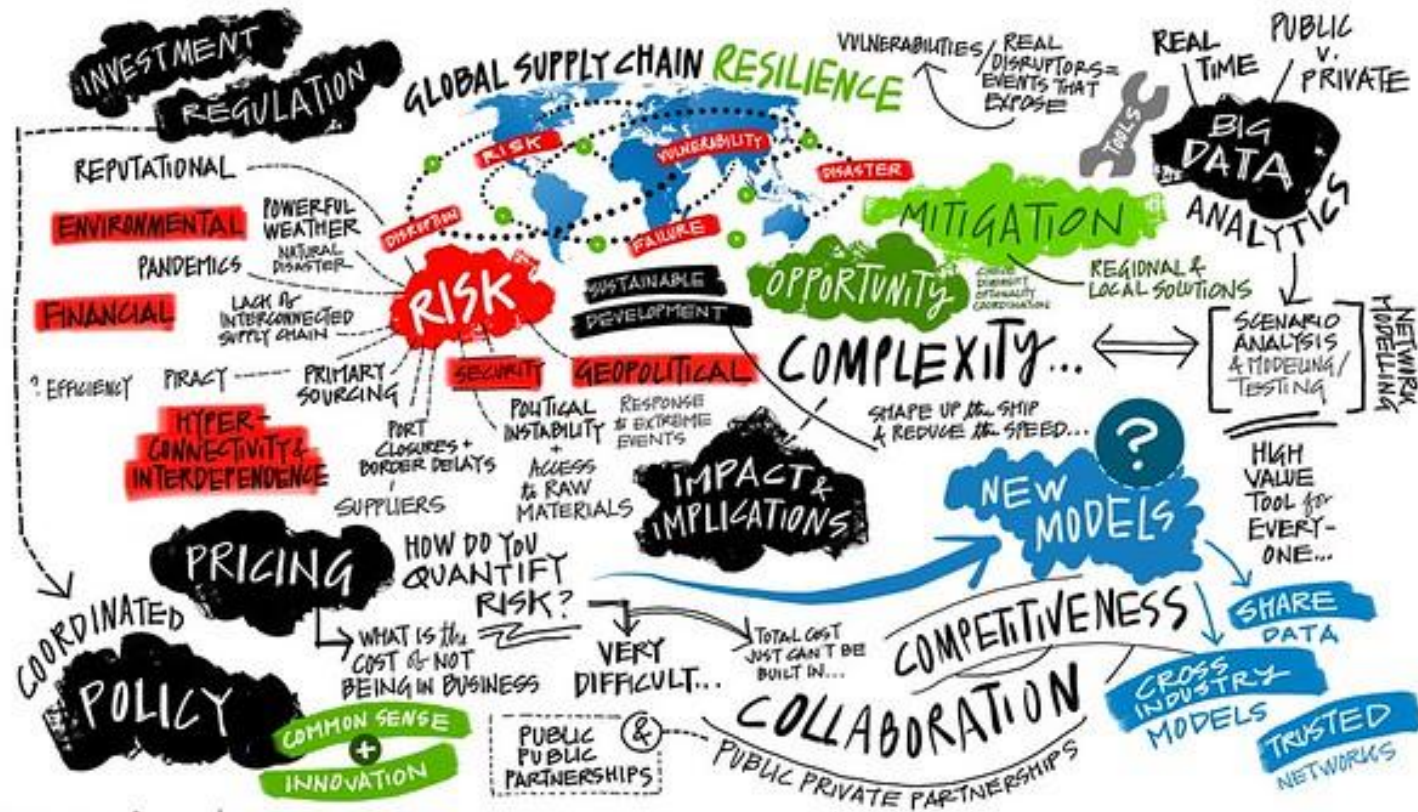 INVESTMENT
REGULATION
GLOBAL SUPPLY CHAIN RESILIENCE
VULNERABILITIES/
REAL
DISRUPTORS=
EVENTS THAT
EXPOSE
TOOLS
REAL
TIME
PUBLIC
V.
PRIVATE
BIG
DATA
ANALYTICS
RISK
VULNERABILITY
DISASTER
DISRUPTION
FAILURE
REPUTATIONAL
ENVIRONMENTAL
POWERFUL
WEATHER
NATURAL
DISASTER
PANDEMICS
FINANCIAL
LACK of
INTERCONNECTED
SUPPLY CHAIN
RISK
SUSTAINABLE
DEVELOPMENT
OPPORTUNITY
DIVERSITY
OPTIONALITY
COORDINATION
MITIGATION
REGIONAL &
LOCAL SOLUTIONS
? EFFICIENCY
PIRACY
PRIMARY
SOURCING
SECURITY
GEOPOLITICAL
COMPLEXITY...
SCENARIO
ANALYSIS
& MODELING/
TESTING
NETWORK
MODELLING
HYPER-
CONNECTIVITY &
INTERDEPENDENCE
PORT
CLOSURES +
BORDER DELAYS
SUPPLIERS
POLITICAL
INSTABILITY
+
ACCESS
to RAW
MATERIALS
RESPONSE
to EXTREME
EVENTS
SHAPE UP the SHIP
& REDUCE the SPEED...
IMPACT &
IMPLICATIONS
?
NEW
MODELS
HIGH
VALUE
TOOL for
EVERY-
ONE...
PRICING
HOW DO YOU
QUANTIFY
RISK?
WHAT IS the
COST of NOT
BEING IN BUSINESS
VERY
DIFFICULT...
TOTAL COST
JUST CAN'T BE
BUILT IN...
COMPETITIVENESS
COLLABORATION
SHARE
DATA
CROSS
INDUSTRY
MODELS
TRUSTED
NETWORKS
COORDINATED
POLICY
COMMON SENSE
+
INNOVATION
PUBLIC
PUBLIC
PARTNERSHIPS
&
PUBLIC PRIVATE PARTNERSHIPS